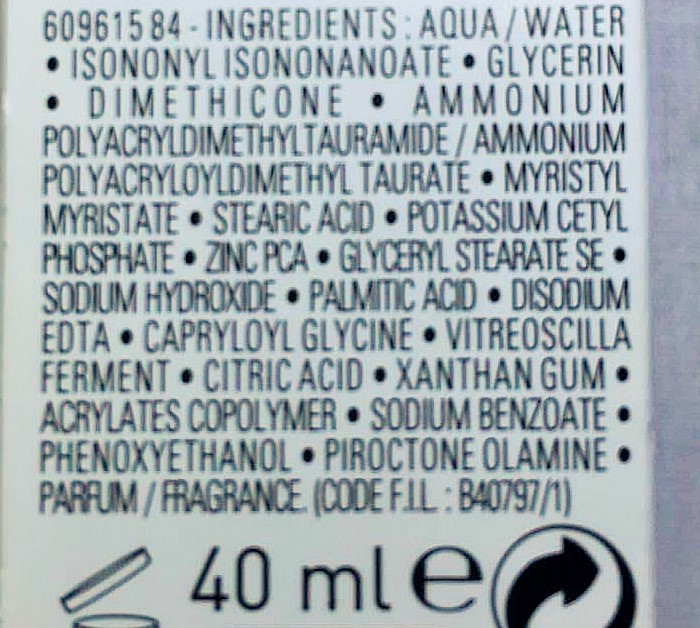 60961584 - INGREDIENTS : AQUA / WATER
• ISONONYL ISONONANOATE • GLYCERIN
• DIMETHICONE • AMMONIUM
POLYACRYLDIMETHYLTAURAMIDE / AMMONIUM
POLYACRYLOYLDIMETHYL TAURATE • MYRISTYL
MYRISTATE • STEARIC ACID • POTASSIUM CETYL
PHOSPHATE • ZINC PCA • GLYCERYL STEARATE SE •
SODIUM HYDROXIDE • PALMITIC ACID • DISODIUM
EDTA • CAPRYLOYL GLYCINE • VITREOSCILLA
FERMENT • CITRIC ACID • XANTHAN GUM •
ACRYLATES COPOLYMER • SODIUM BENZOATE •
PHENOXYETHANOL • PIROCTONE OLAMINE •
PARFUM / FRAGRANCE. (CODE F.I.L. : B40797/1)
40 ml e